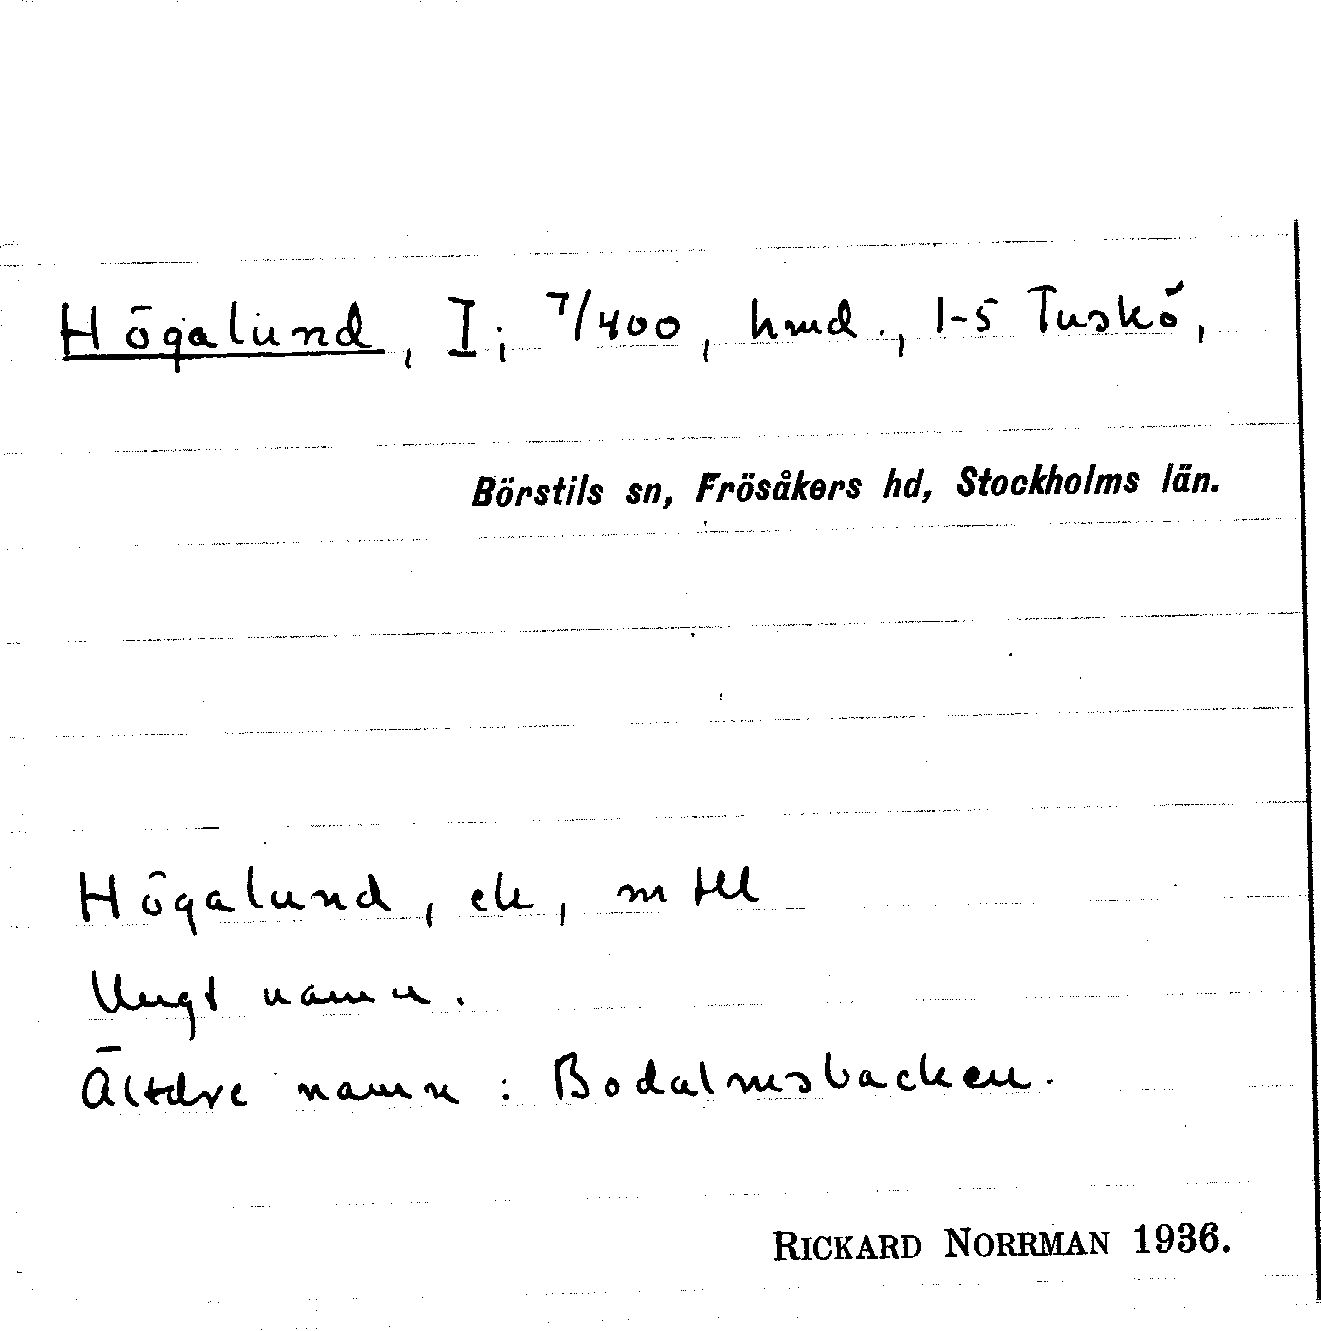 Högalund, I; 7/400, hmd., 1-5 Tuskö,
Börstils sn, Frösåkers hd, Stockholms län.
Högalund, ek, m tll
Ungt namn.
Äldre namn: Bodalmsbacken.
RICKARD NORRMAN 1936.